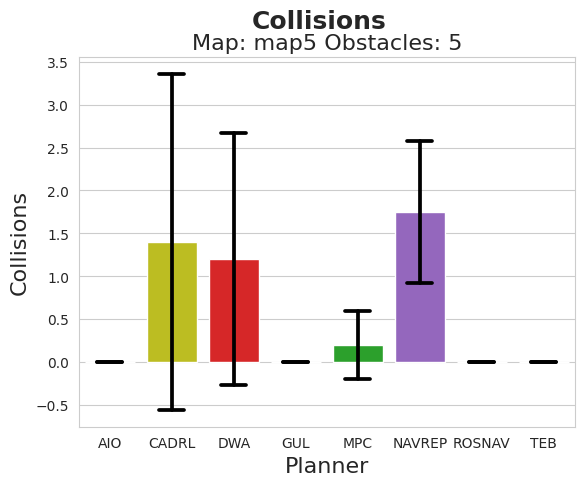 Collisions
Map: map5 Obstacles: 5
3.5
3.0
2.5
2.0
1.5
1.0
0.5
0.0
−0.5
Collisions
AIO CADRL DWA GUL MPC NAVREP ROSNAV TEB
Planner